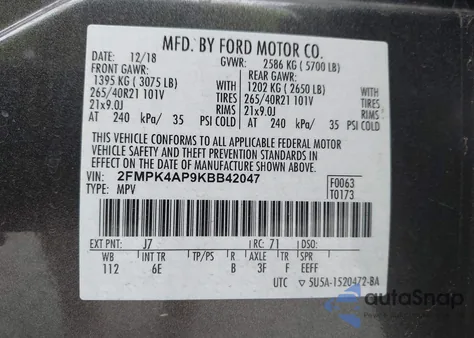 MFD. BY FORD MOTOR CO.
DATE: 12/18 GVWR: 2586 KG ( 5700 LB)
FRONT GAWR: REAR GAWR:
1395 KG ( 3075 LB) WITH 1202 KG ( 2650 LB) WITH
265/40R21 101V TIRES 265/40R21 101V TIRES
21x9.0J RIMS 21x9.0J RIMS
AT 240 kPa/ 35 PSI COLD AT 240 kPa/ 35 PSI COLD
THIS VEHICLE CONFORMS TO ALL APPLICABLE FEDERAL MOTOR
VEHICLE SAFETY AND THEFT PREVENTION STANDARDS IN
EFFECT ON THE DATE OF MANUFACTURE SHOWN ABOVE.
VIN: 2FMPK4AP9KBB42047 F0063
TYPE: MPV T0173
EXT PNT: J7 RC: 71 DSO:
WB INT TR TP/PS R AXLE TR SPR
112 6E B 3F F EEFF
UTC ▽ 5U5A-1520472-BA
autoSnap